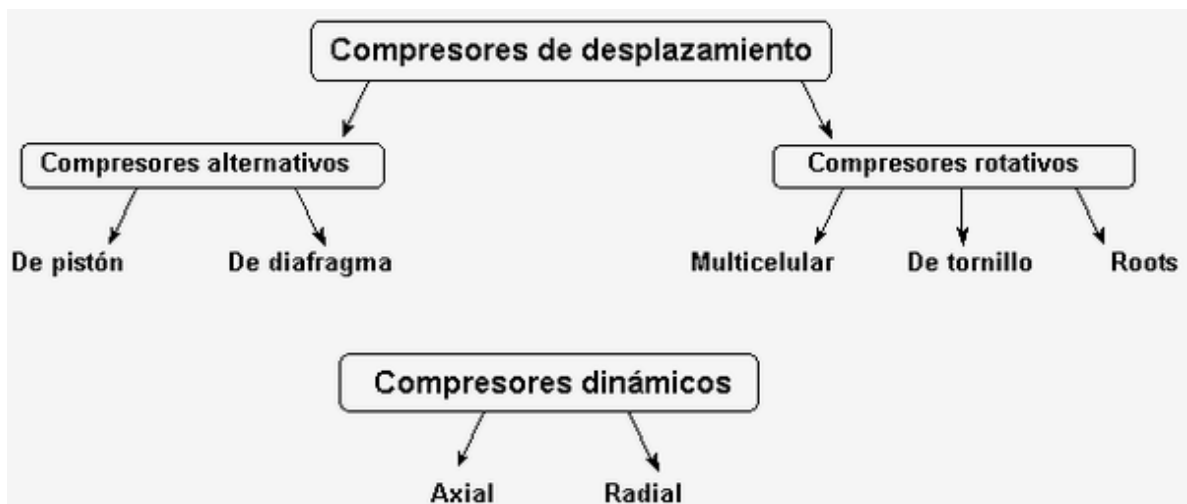 Compresores de desplazamiento
Compresores alternativos
Compresores rotativos
De pistón
De diafragma
Multicelular
De tornillo
Roots
Compresores dinámicos
Axial
Radial